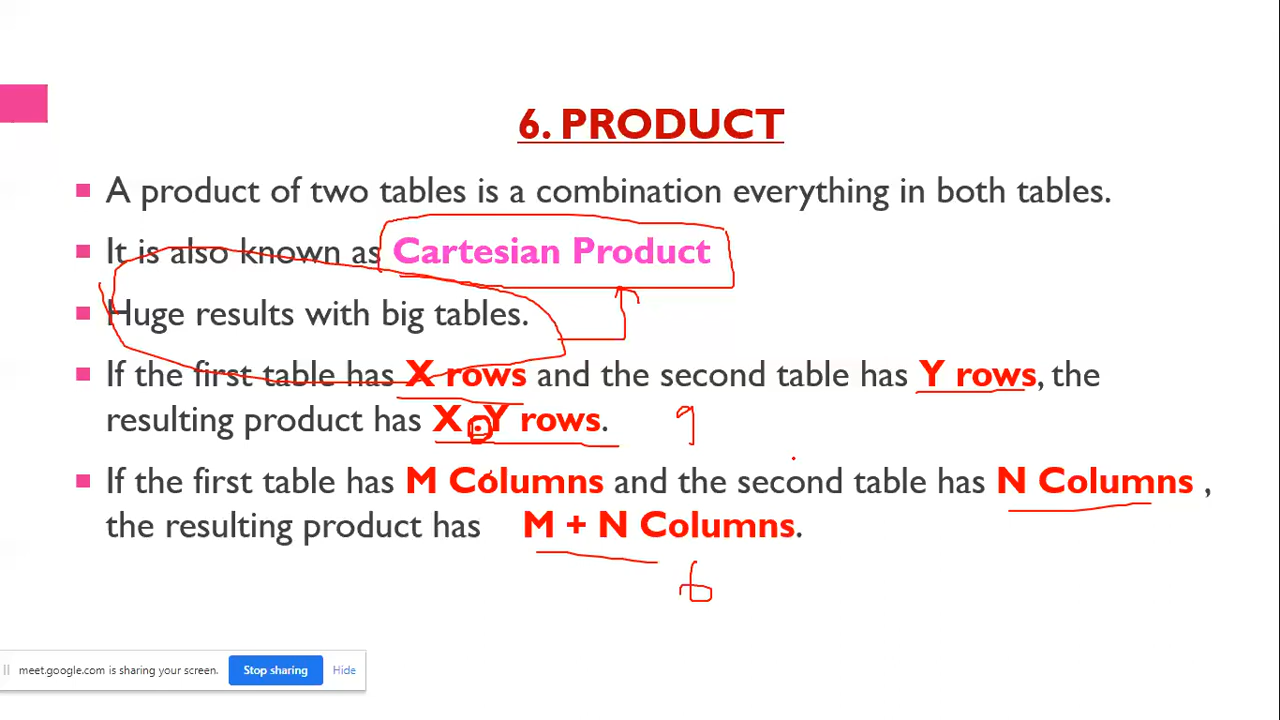 6. PRODUCT
A product of two tables is a combination everything in both tables.
It is also known as Cartesian Product
Huge results with big tables.
If the first table has X rows and the second table has Y rows, the
resulting product has X . Y rows.
9
If the first table has M Columns and the second table has N Columns ,
the resulting product has M + N Columns.
6
meet.google.com is sharing your screen. Stop sharing Hide